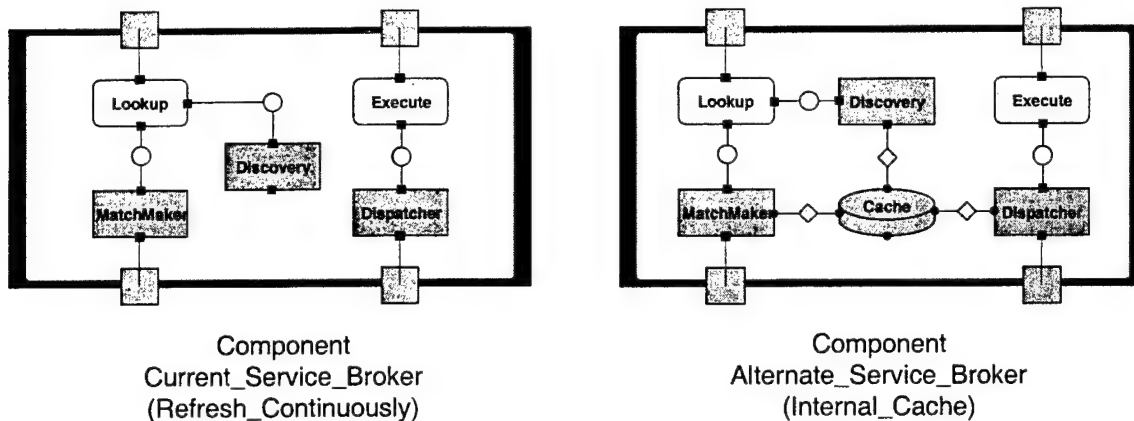 Lookup
Execute
Discovery
MatchMaker
Dispatcher
Component
Current_Service_Broker
(Refresh_Continuously)
Lookup
Discovery
Execute
MatchMaker
Cache
Dispatcher
Component
Alternate_Service_Broker
(Internal_Cache)